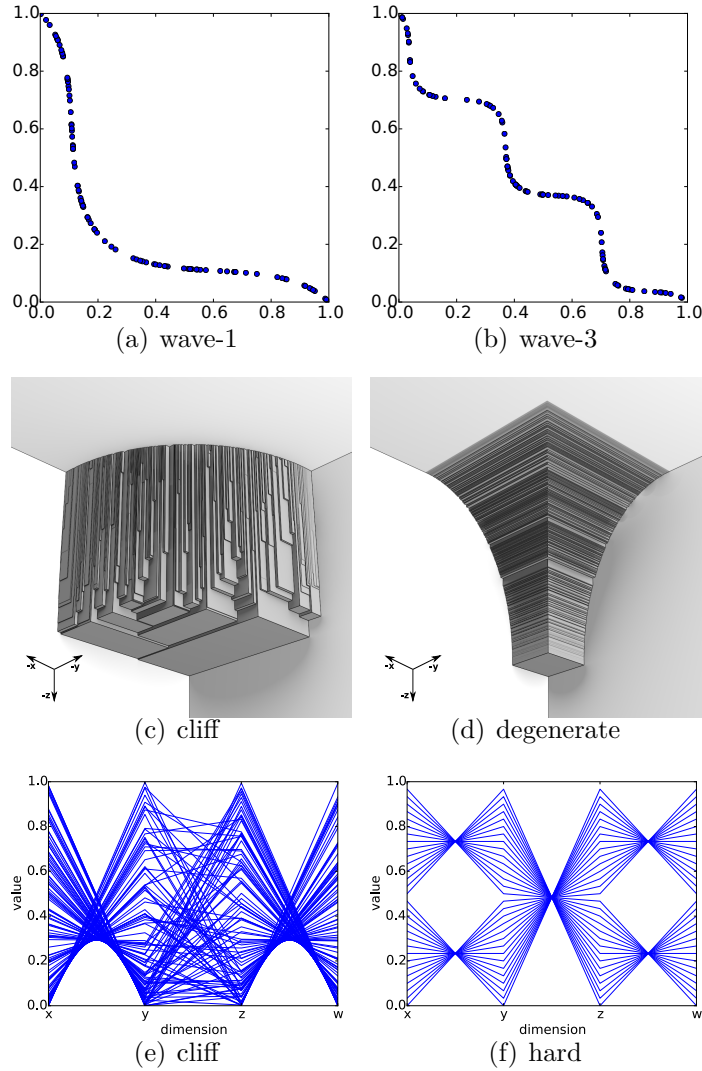 1.0
0.8
0.6
0.4
0.2
0.0
0.0 0.2 0.4 0.6 0.8 1.0
(a) wave-1
1.0
0.8
0.6
0.4
0.2
0.0
0.0 0.2 0.4 0.6 0.8 1.0
(b) wave-3
-x -y
-z
(c) cliff
-x -y
-z
(d) degenerate
1.0
0.8
0.6
0.4
0.2
0.0
value
x y z w
dimension
(e) cliff
1.0
0.8
0.6
0.4
0.2
0.0
value
x y z w
dimension
(f) hard